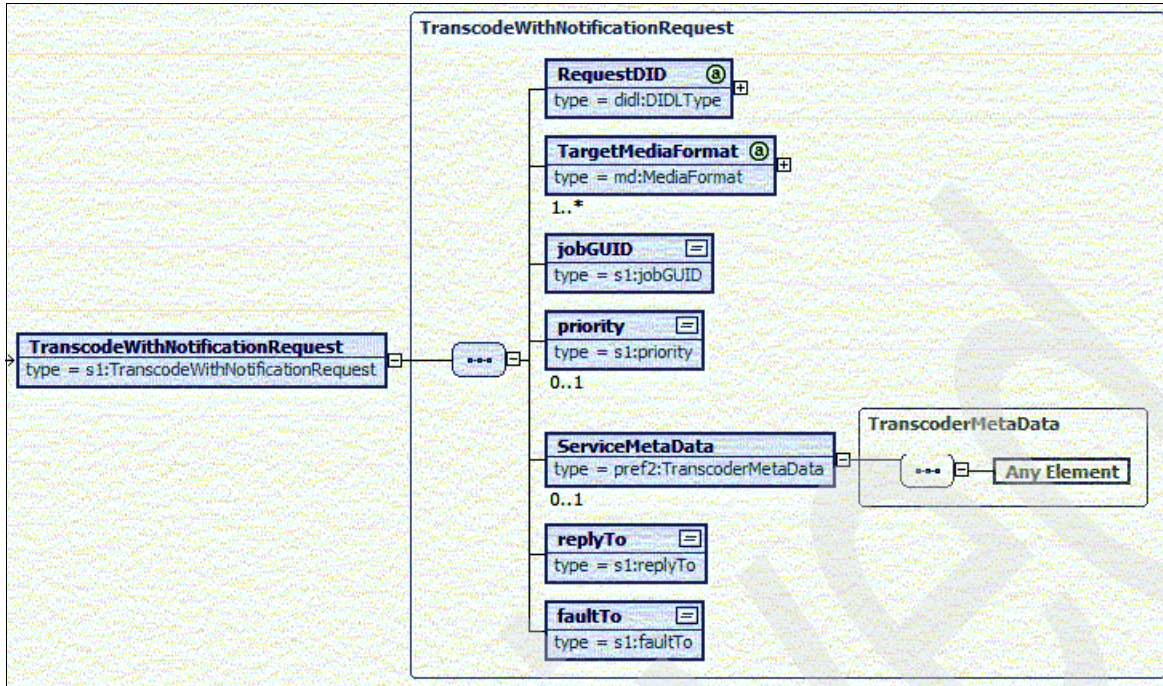 TranscodeWithNotificationRequest
RequestDID a
type = didl:DIDLType
TargetMediaFormat a
type = md:MediaFormat
1..*
jobGUID
type = s1:jobGUID
priority
type = s1:priority
0..1
TranscodeWithNotificationRequest
type = s1:TranscodeWithNotificationRequest
ServiceMetaData
type = pref2:TranscoderMetaData
0..1
TranscoderMetaData
Any Element
replyTo
type = s1:replyTo
faultTo
type = s1:faultTo